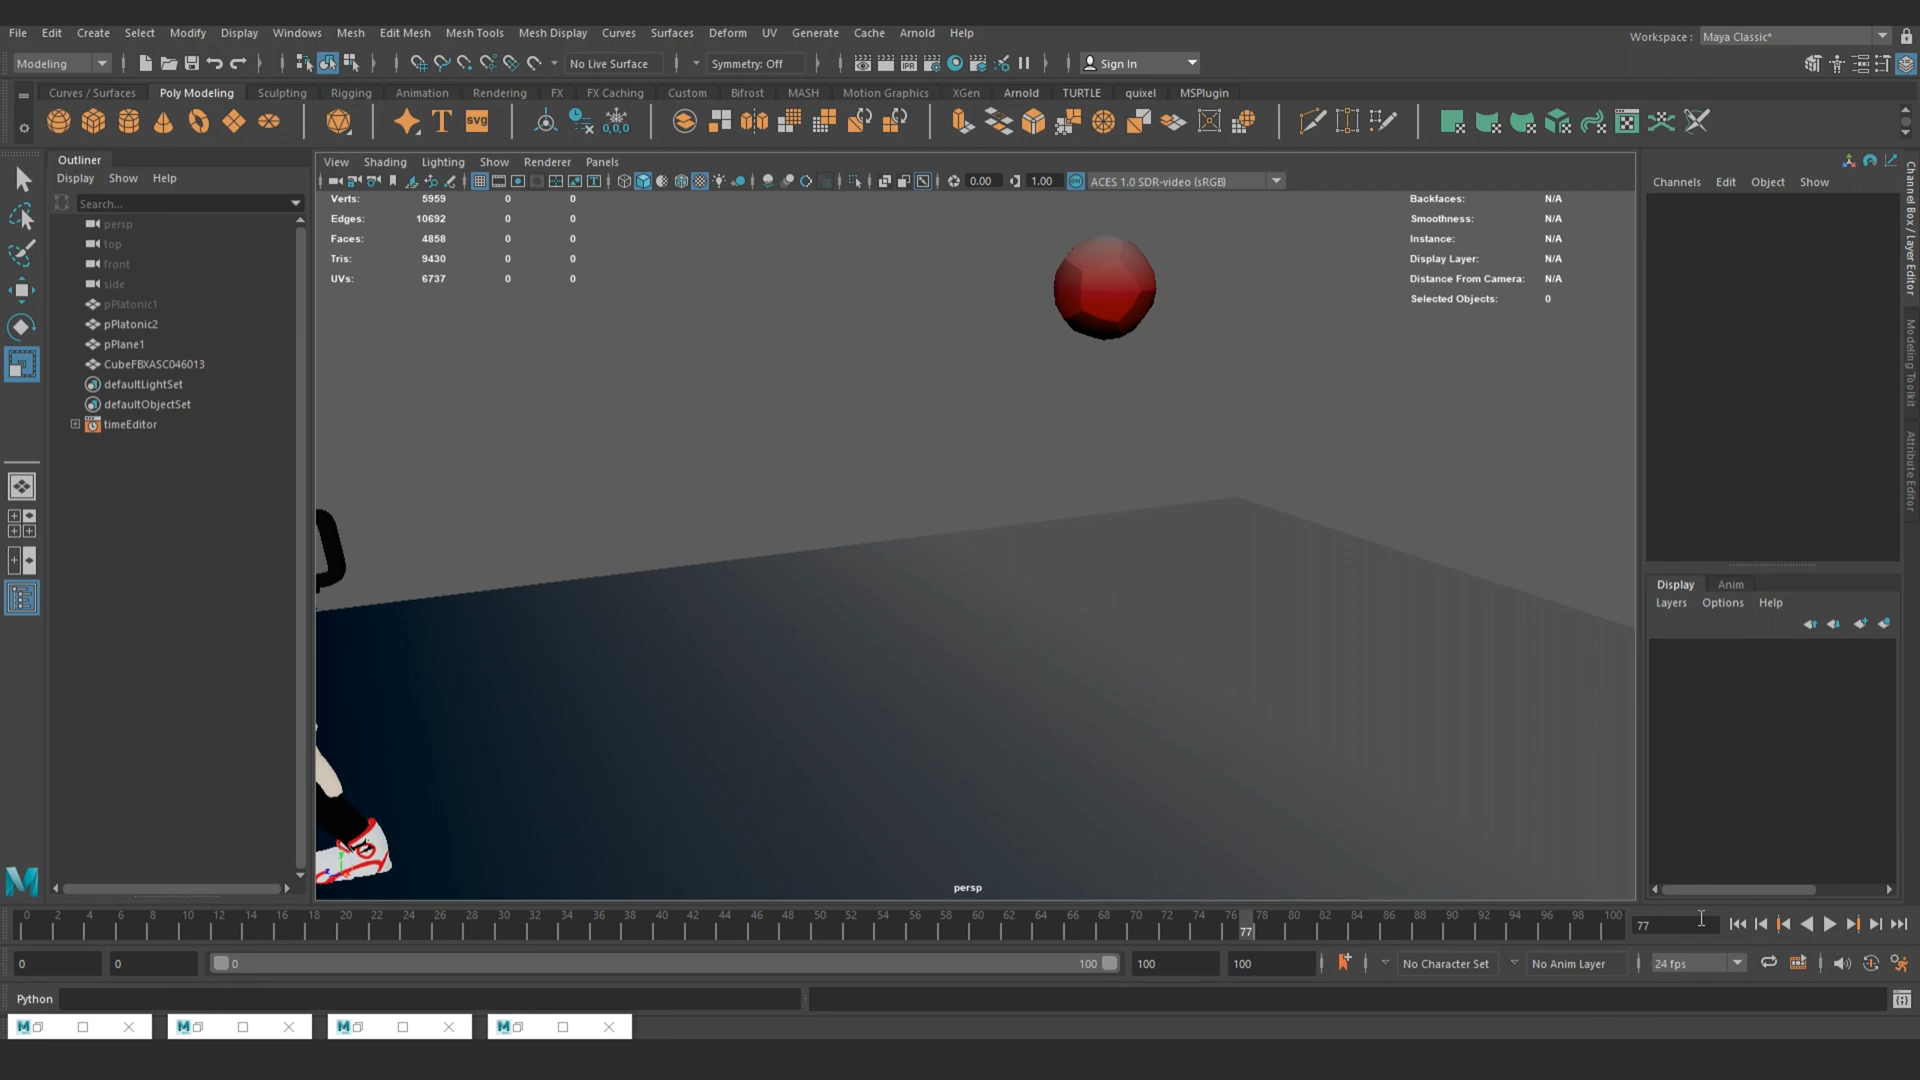 File Edit Create Select Modify Display Windows Mesh Edit Mesh Mesh Tools Mesh Display Curves Surfaces Deform UV Generate Cache Arnold Help
Workspace : Maya Classic*
Modeling No Live Surface Symmetry: Off Sign In
Curves / Surfaces Poly Modeling Sculpting Rigging Animation Rendering FX FX Caching Custom Bifrost MASH Motion Graphics XGen Arnold TURTLE quixel MSPlugin
T svg 0,0,0
Outliner
Display Show Help
Search...
persp
top
front
side
pPlatonic1
pPlatonic2
pPlane1
CubeFBXASC046013
defaultLightSet
defaultObjectSet
timeEditor
View Shading Lighting Show Renderer Panels
0.00 1.00 ACES 1.0 SDR-video (sRGB)
Verts: 5959 0 0
Edges: 10692 0 0
Faces: 4858 0 0
Tris: 9430 0 0
UVs: 6737 0 0
Backfaces: N/A
Smoothness: N/A
Instance: N/A
Display Layer: N/A
Distance From Camera: N/A
Selected Objects: 0
persp
Channels Edit Object Show
Channel Box / Layer Editor
Modeling Toolkit
Attribute Editor
Display Anim
Layers Options Help
0 2 4 6 8 10 12 14 16 18 20 22 24 26 28 30 32 34 36 38 40 42 44 46 48 50 52 54 56 58 60 62 64 66 68 70 72 74 76 78 80 82 84 86 88 90 92 94 96 98 100
77
77
0 0 0 100 100 100 No Character Set No Anim Layer 24 fps
Python
M M M M